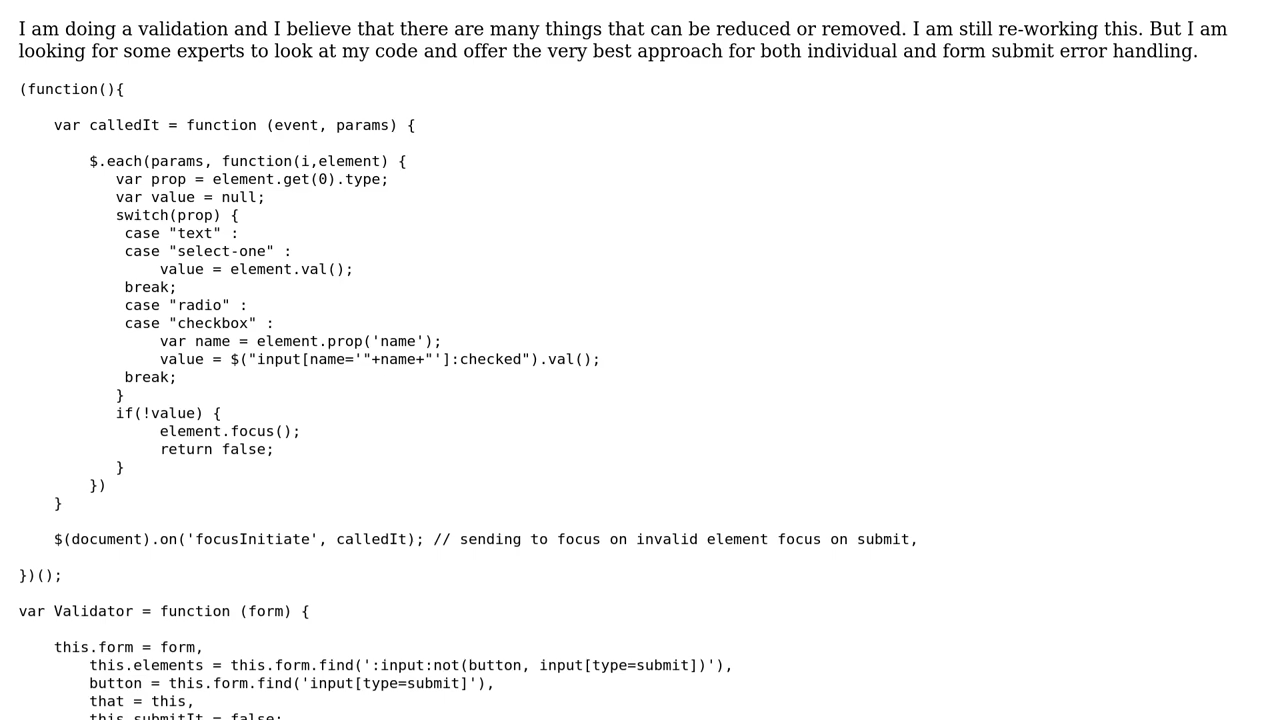 I am doing a validation and I believe that there are many things that can be reduced or removed. I am still re-working this. But I am
looking for some experts to look at my code and offer the very best approach for both individual and form submit error handling.
(function(){
    var calledIt = function (event, params) {
        $.each(params, function(i,element) {
           var prop = element.get(0).type;
           var value = null;
           switch(prop) {
            case "text" :
            case "select-one" :
                value = element.val();
            break;
            case "radio" :
            case "checkbox" :
                var name = element.prop('name');
                value = $("input[name='"+name+"']:checked").val();
            break;
           }
           if(!value) {
                element.focus();
                return false;
           }
        })
    }
    $(document).on('focusInitiate', calledIt); // sending to focus on invalid element focus on submit,
})();
var Validator = function (form) {
    this.form = form,
        this.elements = this.form.find(':input:not(button, input[type=submit])'),
        button = this.form.find('input[type=submit]'),
        that = this,
        this.submitIt = false;